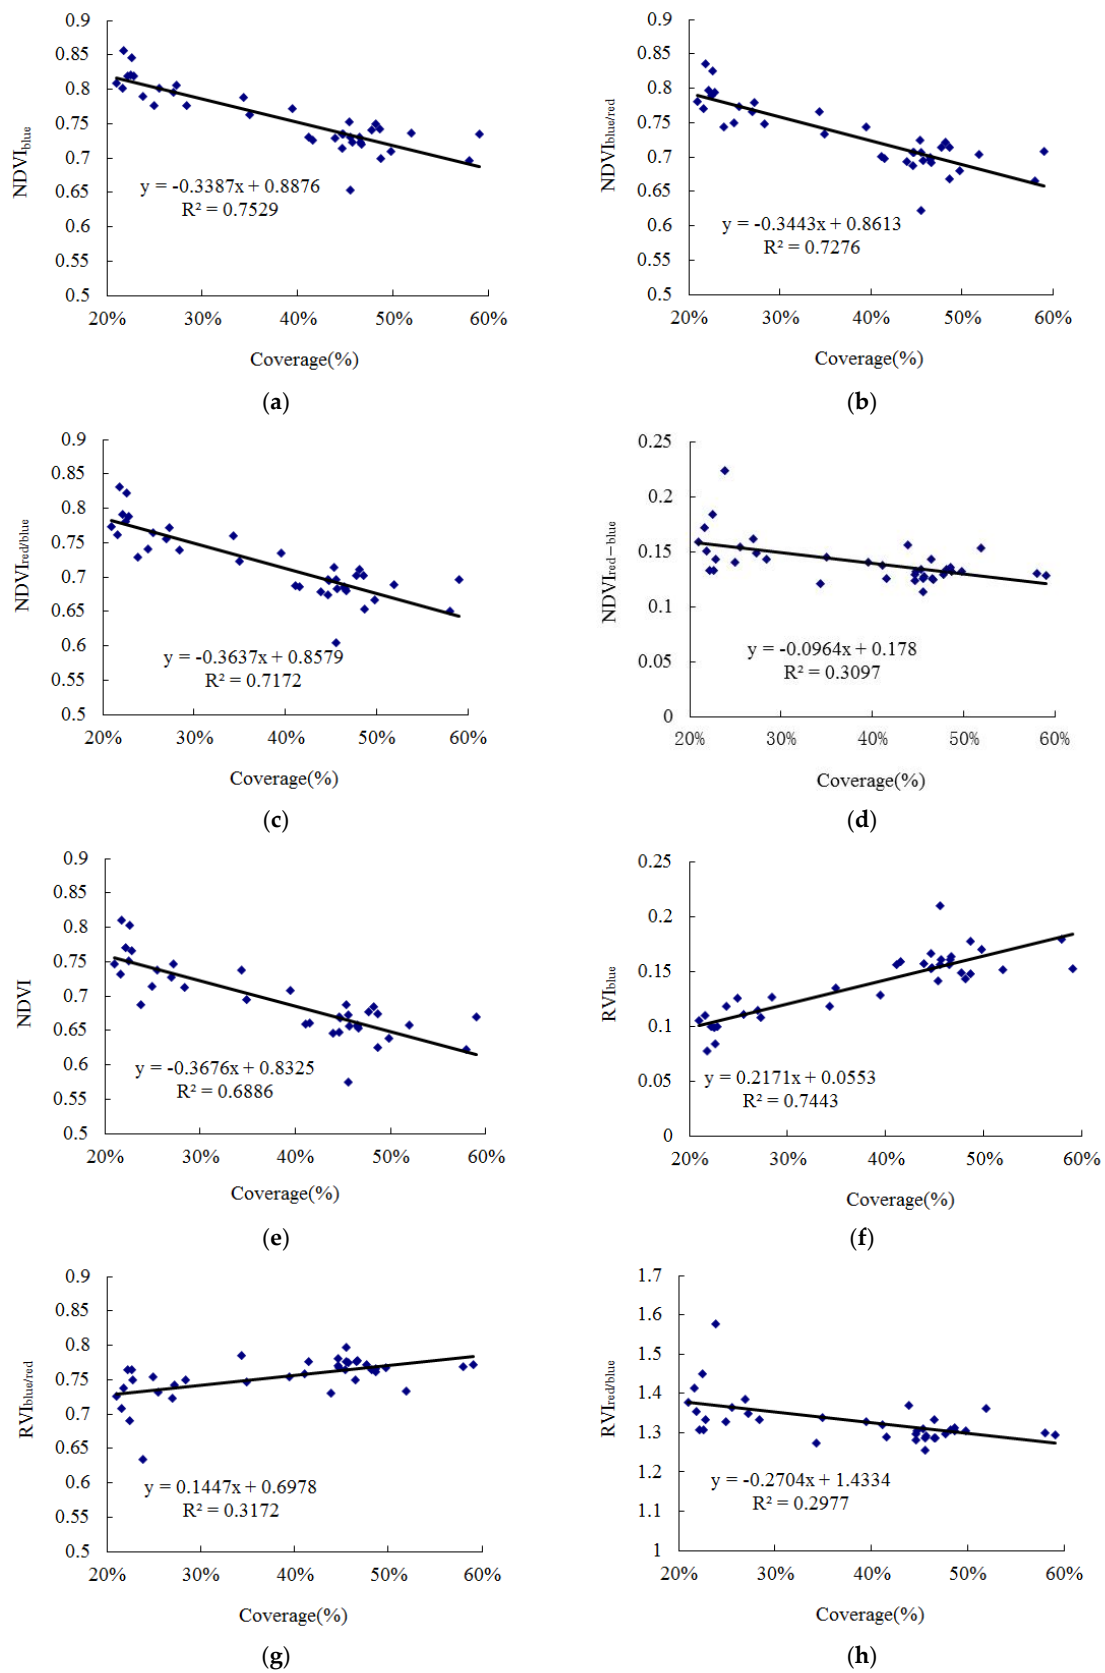 0.9
0.85
0.8
0.75
0.7
0.65
0.6
0.55
0.5
NDVIblue
y = -0.3387x + 0.8876
R² = 0.7529
20% 30% 40% 50% 60%
Coverage(%)
(a)
0.9
0.85
0.8
0.75
0.7
0.65
0.6
0.55
0.5
NDVIblue/red
y = -0.3443x + 0.8613
R² = 0.7276
20% 30% 40% 50% 60%
Coverage(%)
(b)
0.9
0.85
0.8
0.75
0.7
0.65
0.6
0.55
0.5
NDVIred/blue
y = -0.3637x + 0.8579
R² = 0.7172
20% 30% 40% 50% 60%
Coverage(%)
(c)
0.25
0.2
0.15
0.1
0.05
0
NDVIred−blue
y = -0.0964x + 0.178
R² = 0.3097
20% 30% 40% 50% 60%
Coverage(%)
(d)
0.9
0.85
0.8
0.75
0.7
0.65
0.6
0.55
0.5
NDVI
y = -0.3676x + 0.8325
R² = 0.6886
20% 30% 40% 50% 60%
Coverage(%)
(e)
0.25
0.2
0.15
0.1
0.05
0
RVIblue
y = 0.2171x + 0.0553
R² = 0.7443
20% 30% 40% 50% 60%
Coverage(%)
(f)
0.9
0.85
0.8
0.75
0.7
0.65
0.6
0.55
0.5
RVIblue/red
y = 0.1447x + 0.6978
R² = 0.3172
20% 30% 40% 50% 60%
Coverage(%)
(g)
1.7
1.6
1.5
1.4
1.3
1.2
1.1
1
RVIred/blue
y = -0.2704x + 1.4334
R² = 0.2977
20% 30% 40% 50% 60%
Coverage(%)
(h)